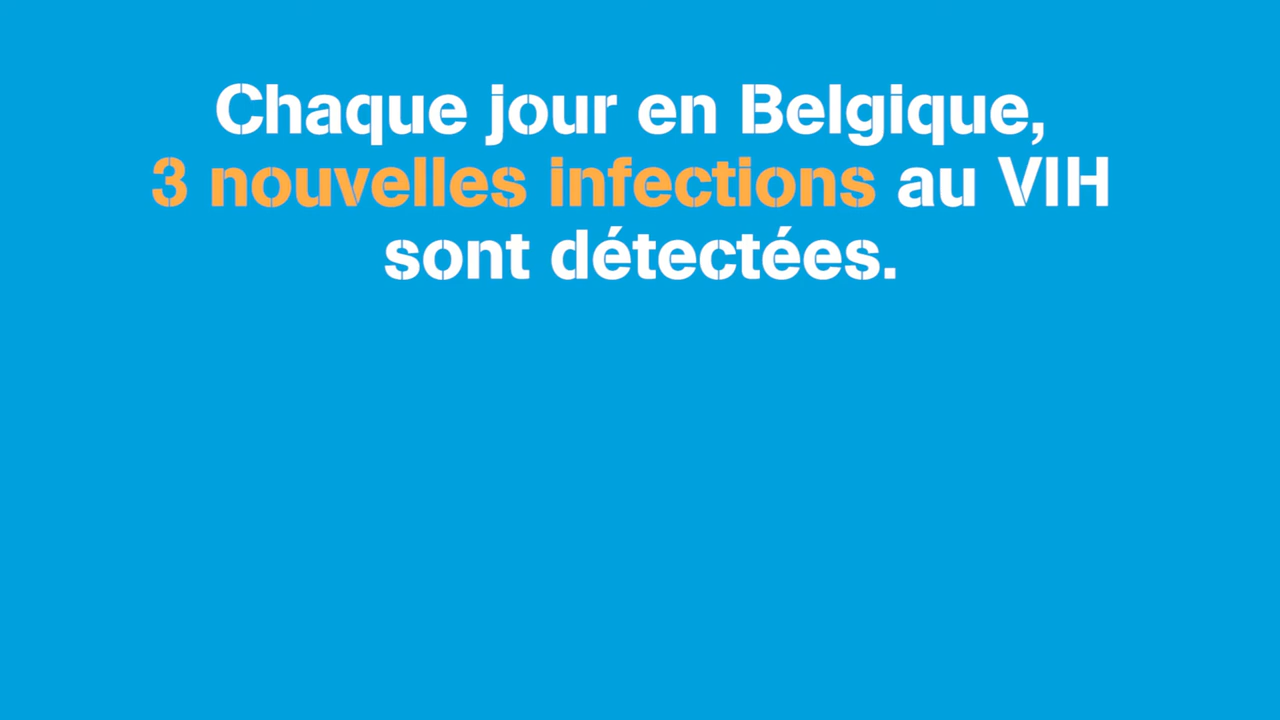 Chaque jour en Belgique,
3 nouvelles infections au VIH
sont détectées.